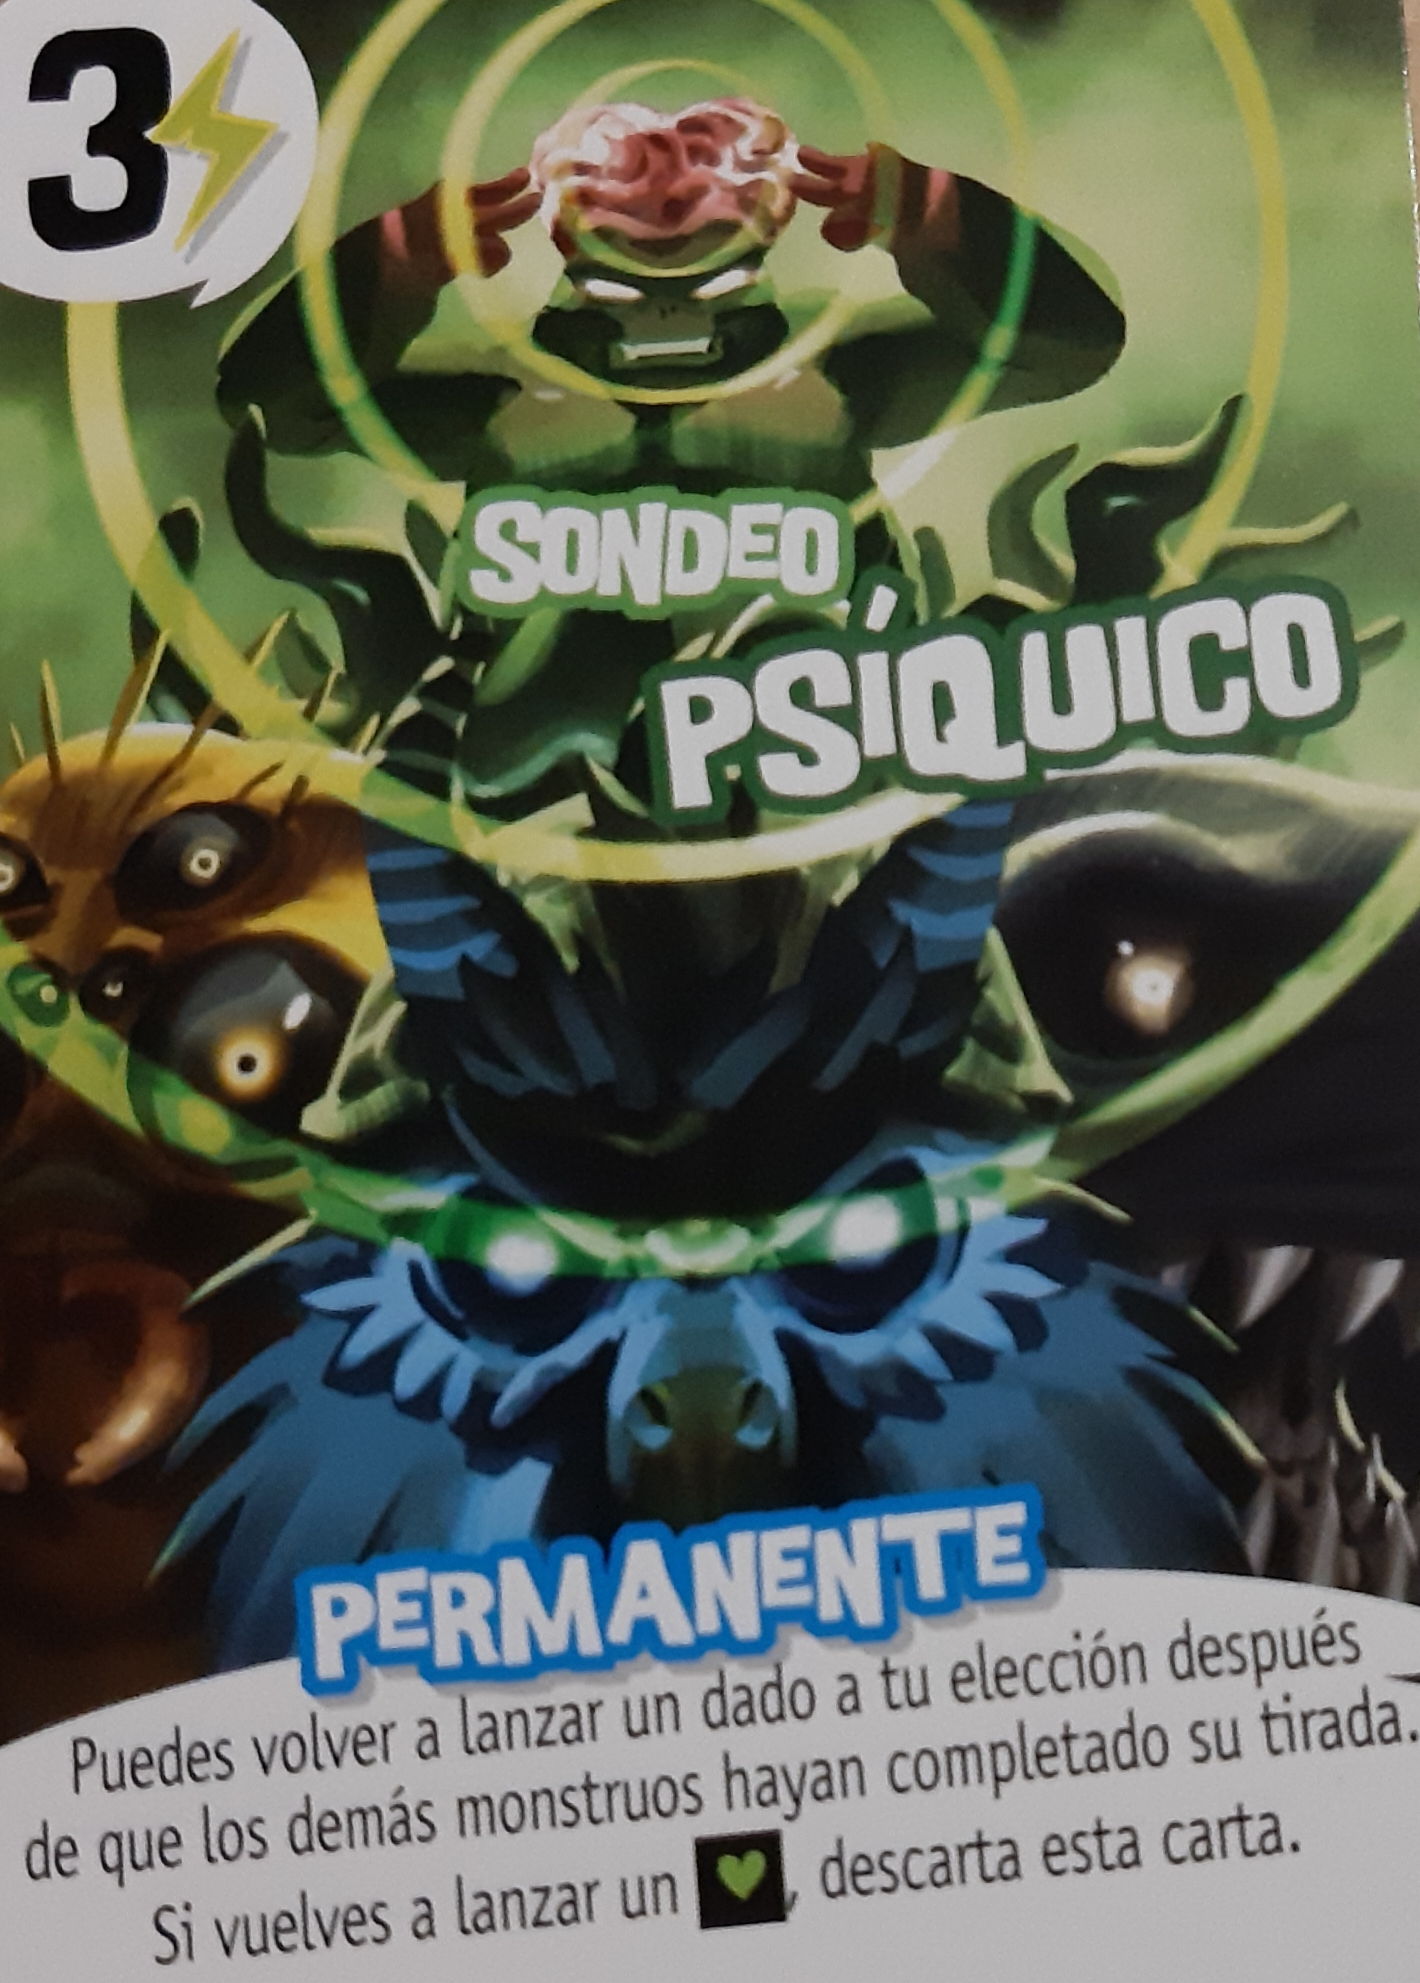 3
SONDEO
PSÍQUICO
PERMANENTE
Puedes volver a lanzar un dado a tu elección después
de que los demás monstruos hayan completado su tirada.
Si vuelves a lanzar un , descarta esta carta.